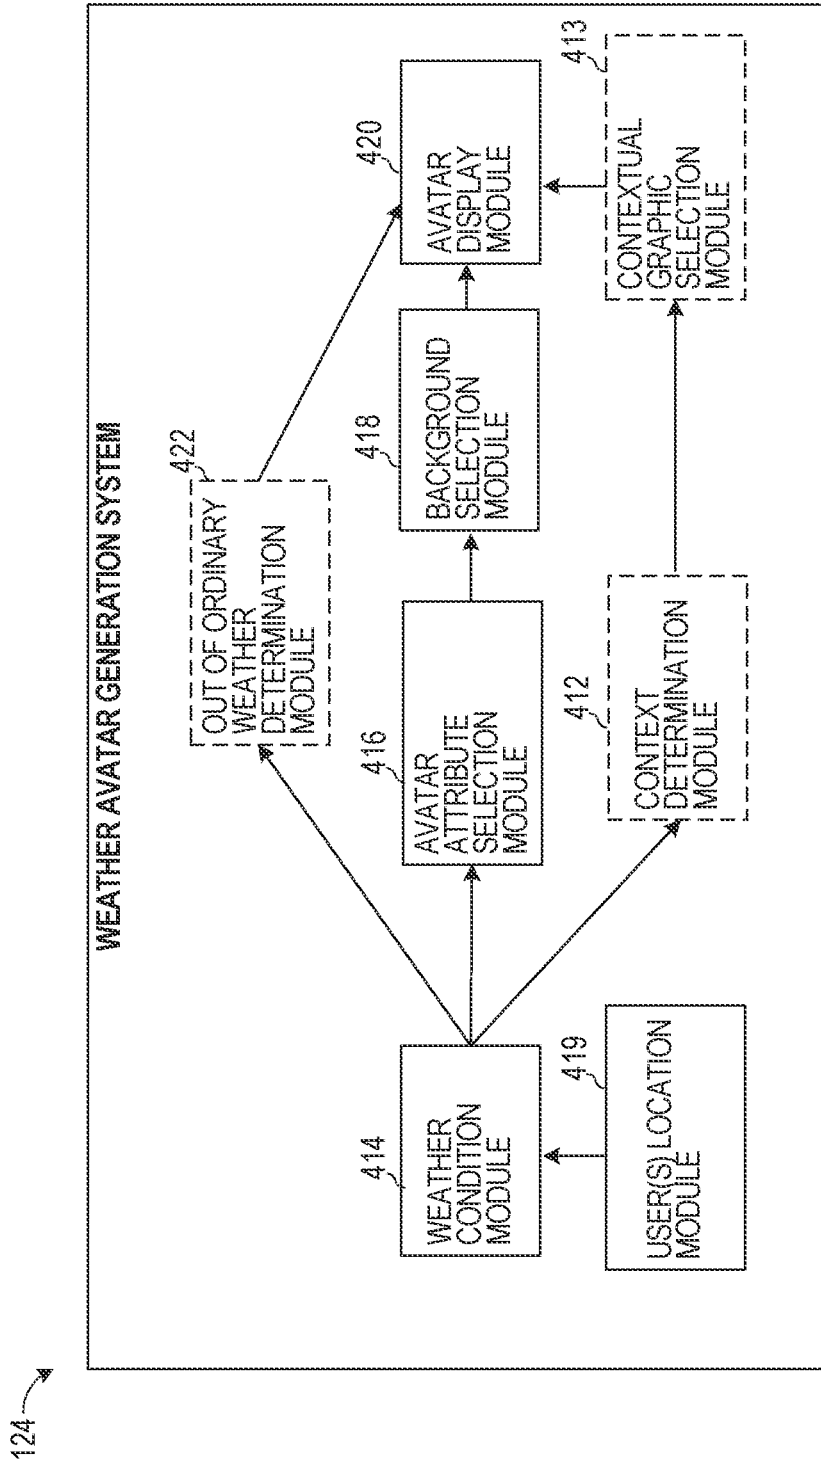 124
WEATHER AVATAR GENERATION SYSTEM
414
WEATHER
CONDITION
MODULE
419
USER(S) LOCATION
MODULE
422
OUT OF ORDINARY
WEATHER
DETERMINATION
MODULE
416
AVATAR
ATTRIBUTE
SELECTION
MODULE
412
CONTEXT
DETERMINATION
MODULE
418
BACKGROUND
SELECTION
MODULE
420
AVATAR
DISPLAY
MODULE
413
CONTEXTUAL
GRAPHIC
SELECTION
MODULE